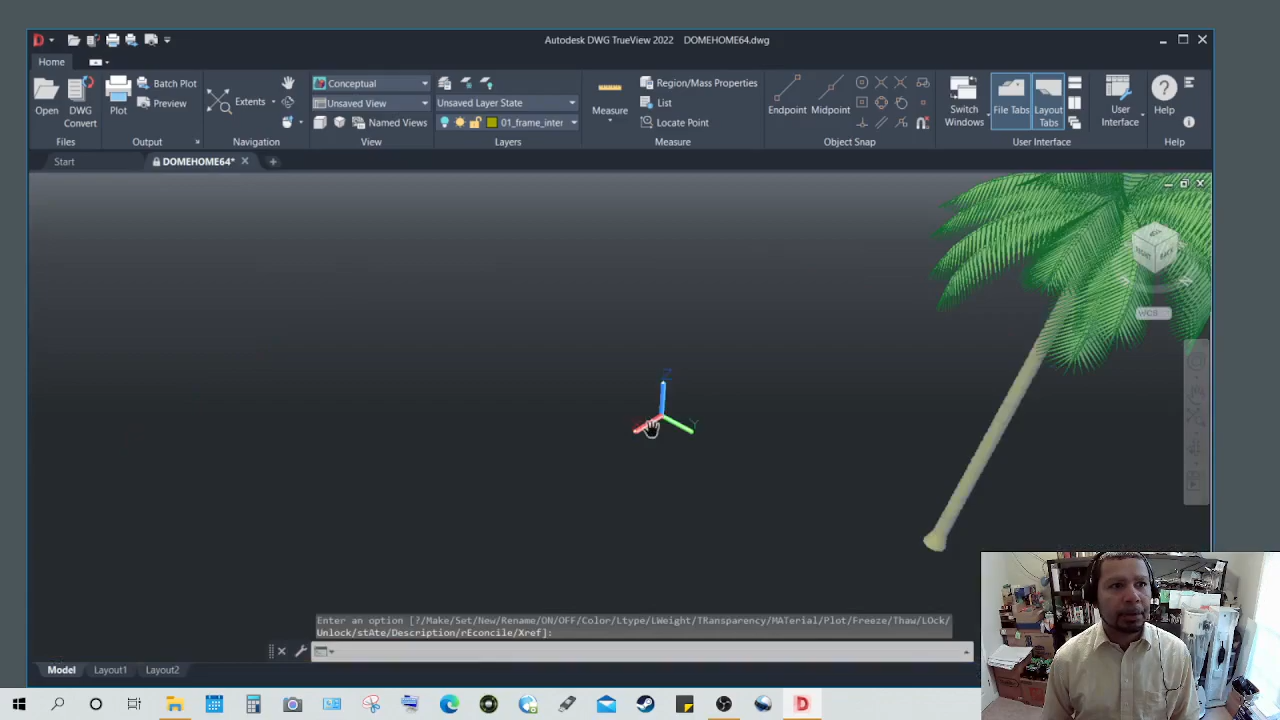 Autodesk DWG TrueView 2022 DOMEHOME64.dwg
Home
Open
DWG Convert
Files
Plot
Batch Plot
Preview
Output
Extents
Navigation
Conceptual
Unsaved View
Named Views
View
Unsaved Layer State
01_frame_inter
Layers
Measure
Region/Mass Properties
List
Locate Point
Measure
Endpoint
Midpoint
Object Snap
Switch Windows
File Tabs
Layout Tabs
User Interface
User Interface
Help
Help
Start
DOMEHOME64*
BACK
WCS
Z
Y
Enter an option [?/Make/Set/New/Rename/ON/OFF/Color/Ltype/LWeight/TRansparency/MATerial/Plot/Freeze/Thaw/LOck/
Unlock/stAte/Description/rEconcile/Xref]:
Model
Layout1
Layout2